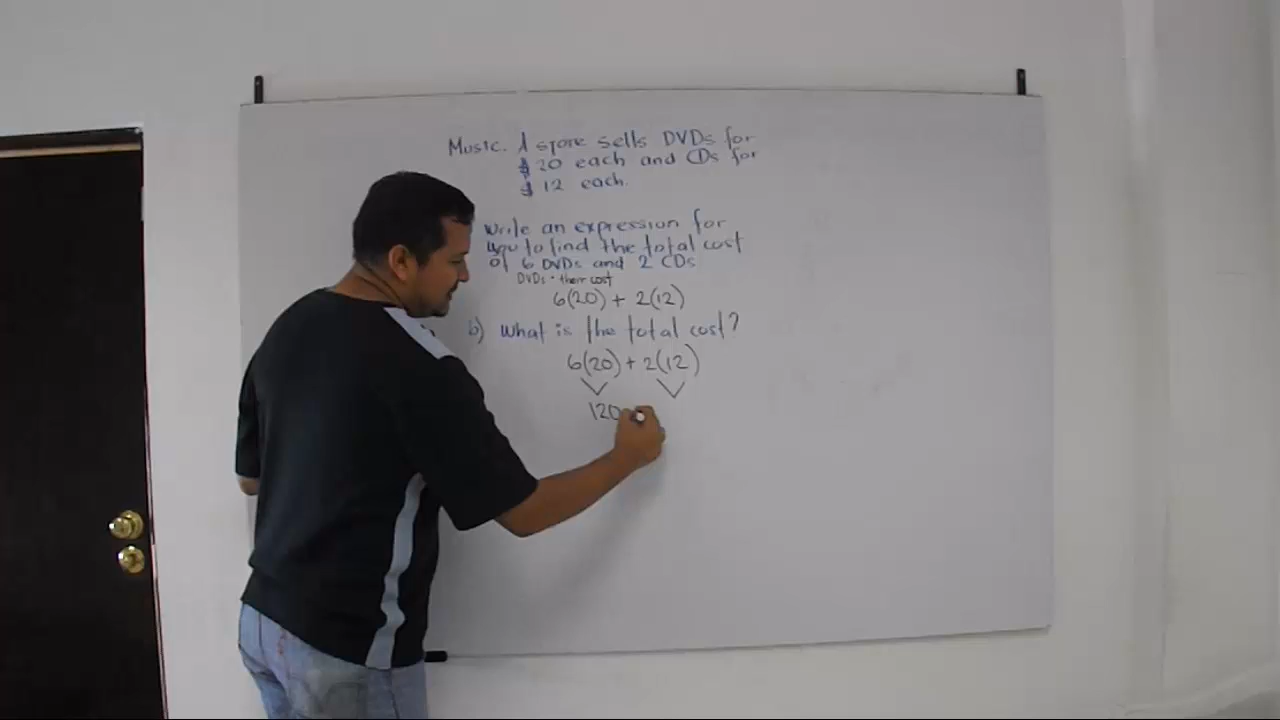 Music. A store sells DVDs for
$20 each and CDs for
$12 each.
Write an expression for
you to find the total cost
of 6 DVDs and 2 CDs
DVDs · their cost
6(20) + 2(12)
b) What is the total cost?
6(20) + 2(12)
120